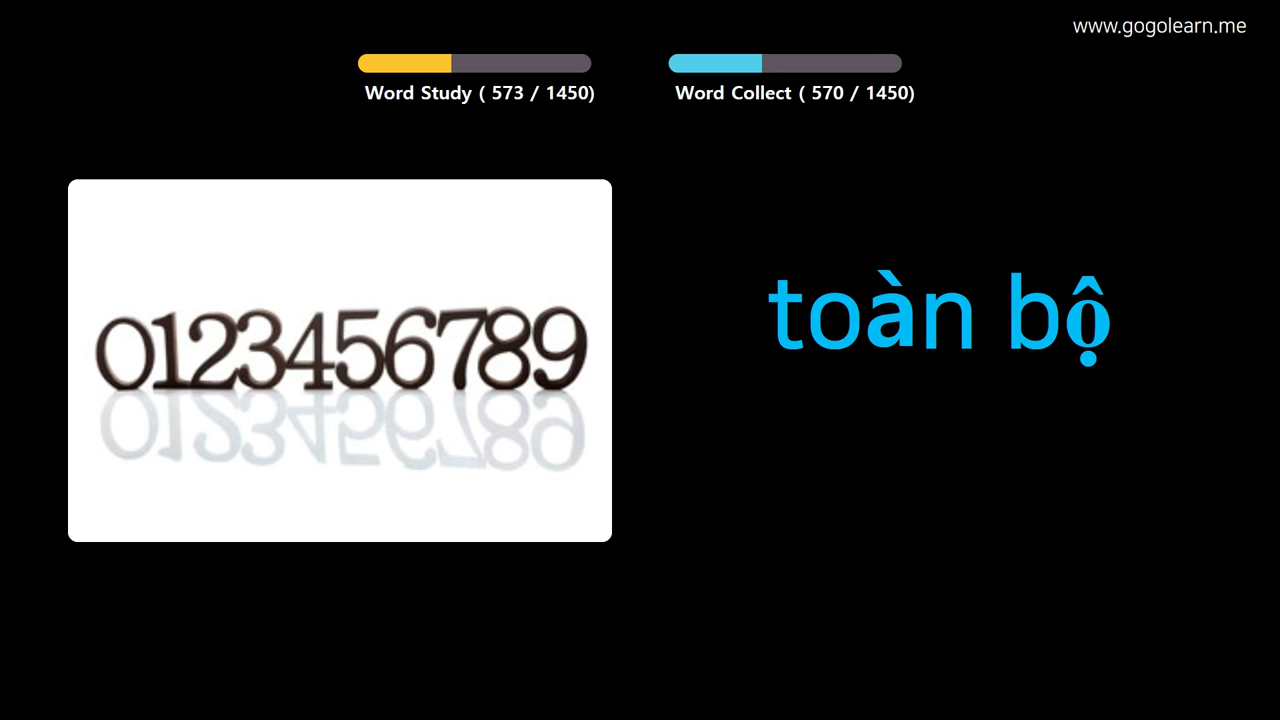 www.gogolearn.me
Word Study ( 573 / 1450)
Word Collect ( 570 / 1450)
0123456789
toàn bộ